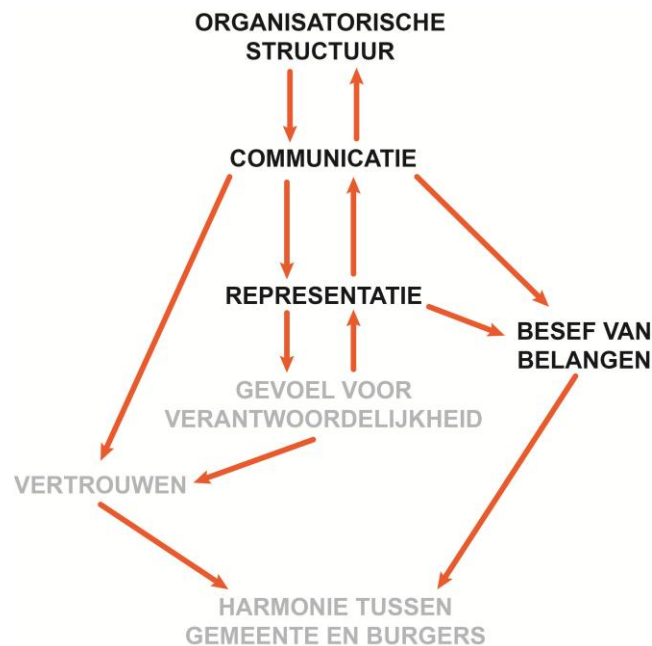 ORGANISATORISCHE
STRUCTUUR
COMMUNICATIE
REPRESENTATIE
BESEF VAN
BELANGEN
GEVOEL VOOR
VERANTWOORDELIJKHEID
VERTROUWEN
HARMONIE TUSSEN
GEMEENTE EN BURGERS